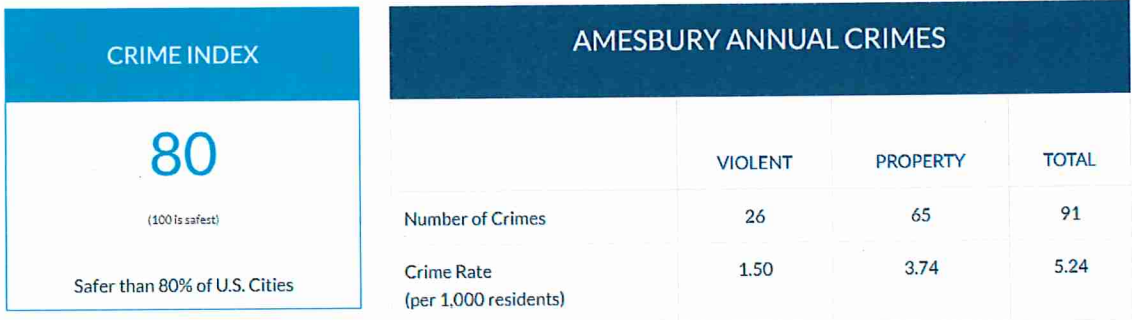 CRIME INDEX
80
(100 is safest)
Safer than 80% of U.S. Cities
AMESBURY ANNUAL CRIMES
VIOLENT PROPERTY TOTAL
Number of Crimes 26 65 91
Crime Rate 1.50 3.74 5.24
(per 1,000 residents)